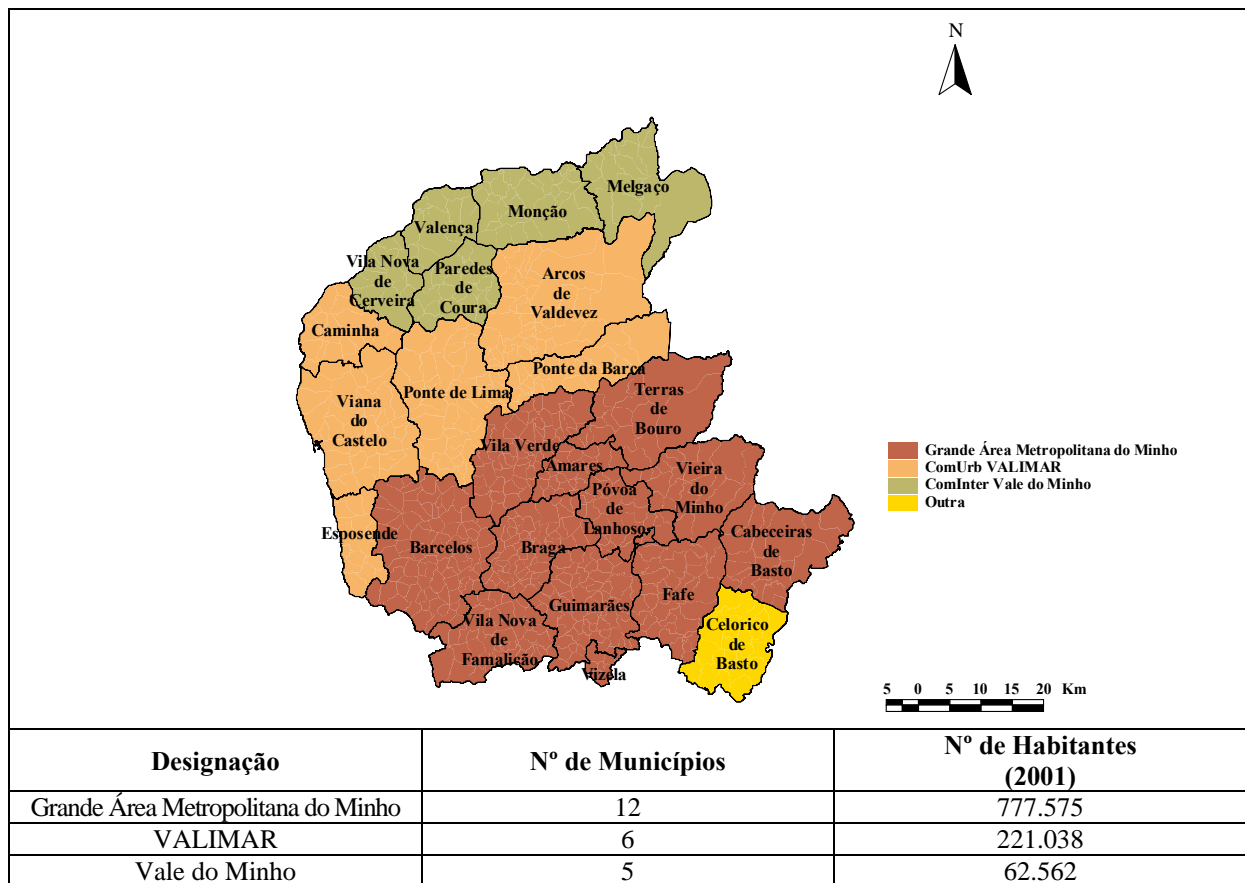 N
Melgaço
Monção
Valença
Vila Nova
de
Cerveira
Paredes
de
Coura
Arcos
de
Valdevez
Caminha
Ponte da Barca
Ponte de Lima
Viana
do
Castelo
Terras
de
Bouro
Vila Verde
Amares
Vieira
do
Minho
Póvoa
de
Lanhoso
Esposende
Barcelos
Braga
Cabeceiras
de
Basto
Guimarães
Fafe
Vila Nova
de
Famalicão
Celorico
de
Basto
Vizela
Grande Área Metropolitana do Minho
ComUrb VALIMAR
ComInter Vale do Minho
Outra
5 0 5 10 15 20 Km
Designação Nº de Municípios Nº de Habitantes
(2001)
Grande Área Metropolitana do Minho 12 777.575
VALIMAR 6 221.038
Vale do Minho 5 62.562